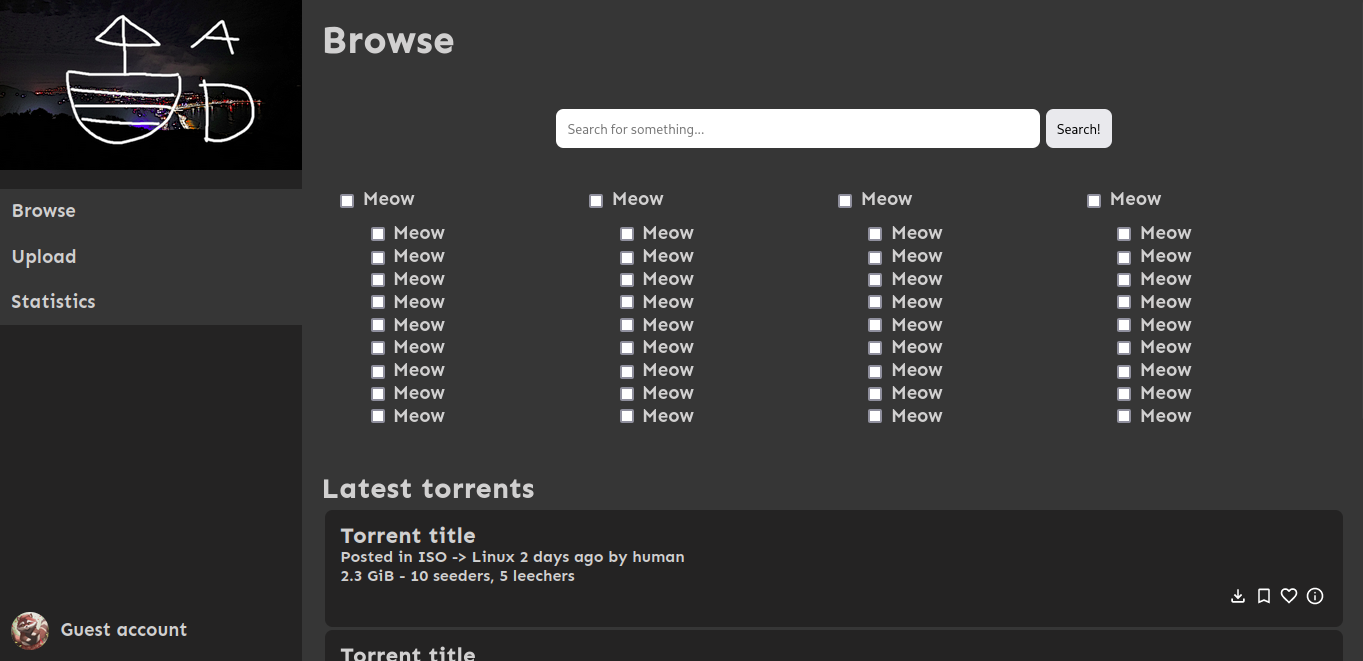 A
D
Browse
Upload
Statistics
Guest account
Browse
Search for something...
Search!
Meow Meow Meow Meow
Meow Meow Meow Meow
Meow Meow Meow Meow
Meow Meow Meow Meow
Meow Meow Meow Meow
Meow Meow Meow Meow
Meow Meow Meow Meow
Meow Meow Meow Meow
Meow Meow Meow Meow
Meow Meow Meow Meow
Latest torrents
Torrent title
Posted in ISO -> Linux 2 days ago by human
2.3 GiB - 10 seeders, 5 leechers
Torrent title